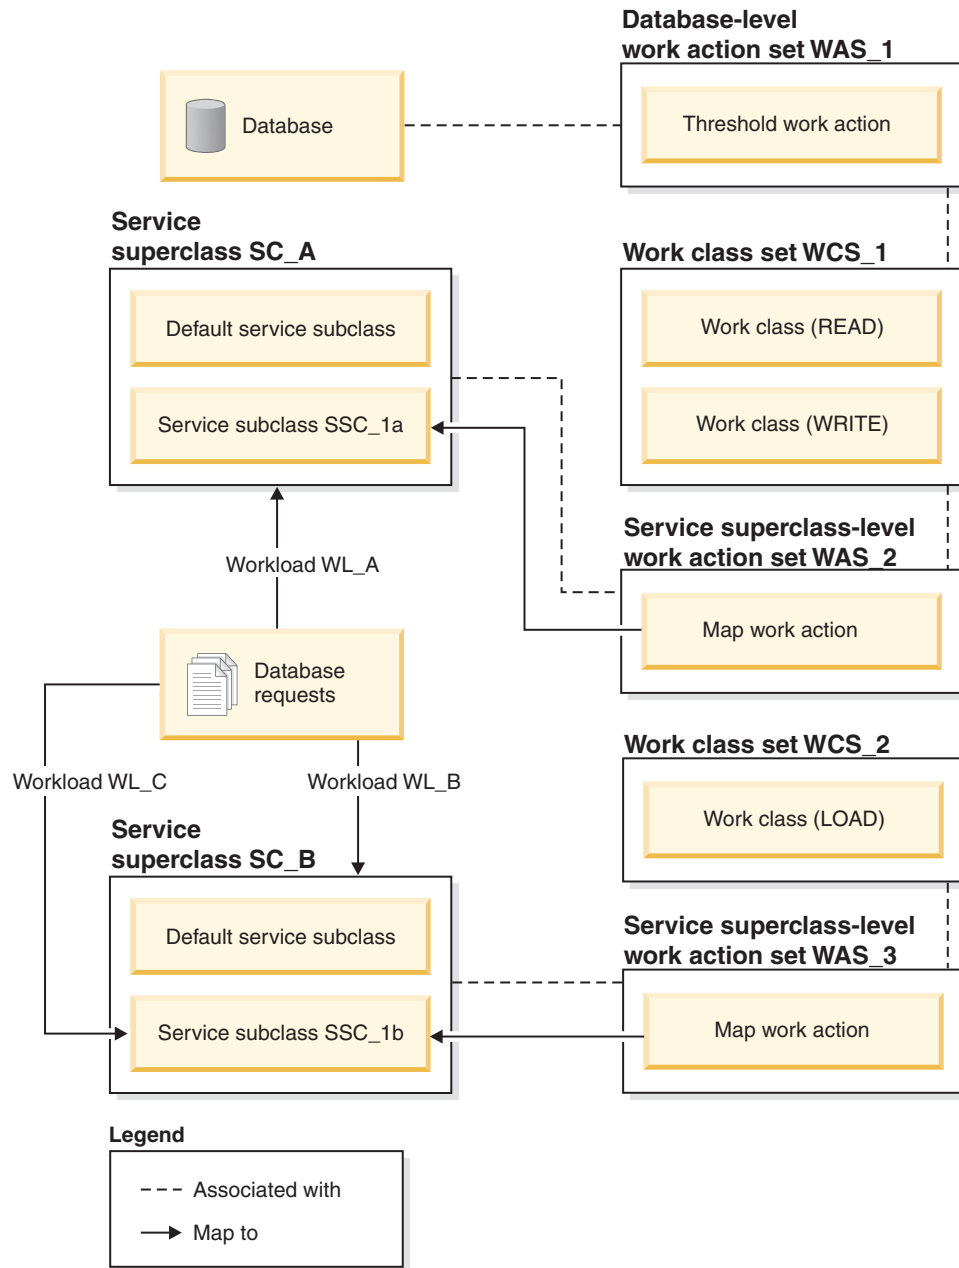 Database-level
work action set WAS_1
Database
Threshold work action
Service
superclass SC_A
Work class set WCS_1
Default service subclass
Work class (READ)
Service subclass SSC_1a
Work class (WRITE)
Service superclass-level
work action set WAS_2
Workload WL_A
Map work action
Database
requests
Work class set WCS_2
Workload WL_C
Workload WL_B
Work class (LOAD)
Service
superclass SC_B
Default service subclass
Service superclass-level
work action set WAS_3
Service subclass SSC_1b
Map work action
Legend
Associated with
Map to